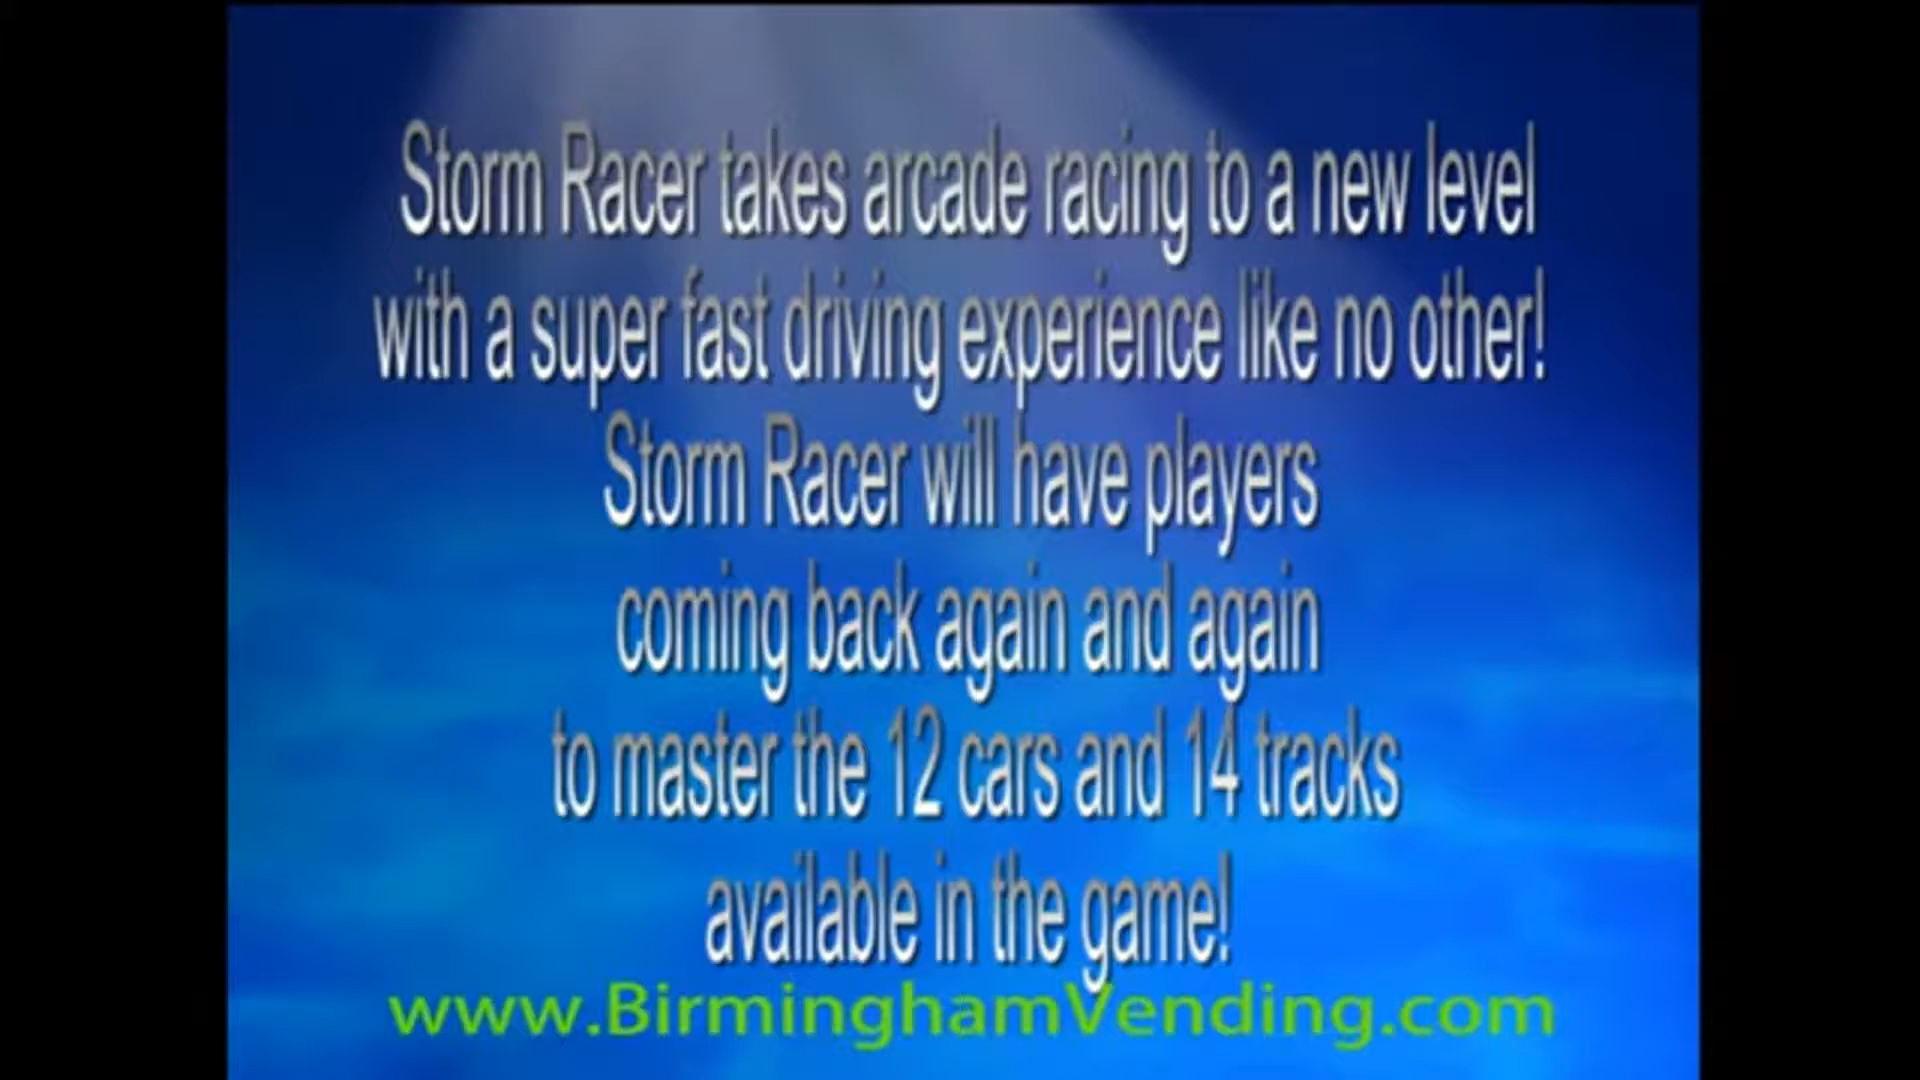 Storm Racer takes arcade racing to a new level
with a super fast driving experience like no other!
Storm Racer will have players
coming back again and again
to master the 12 cars and 14 tracks
available in the game!
www.BirminghamVending.com